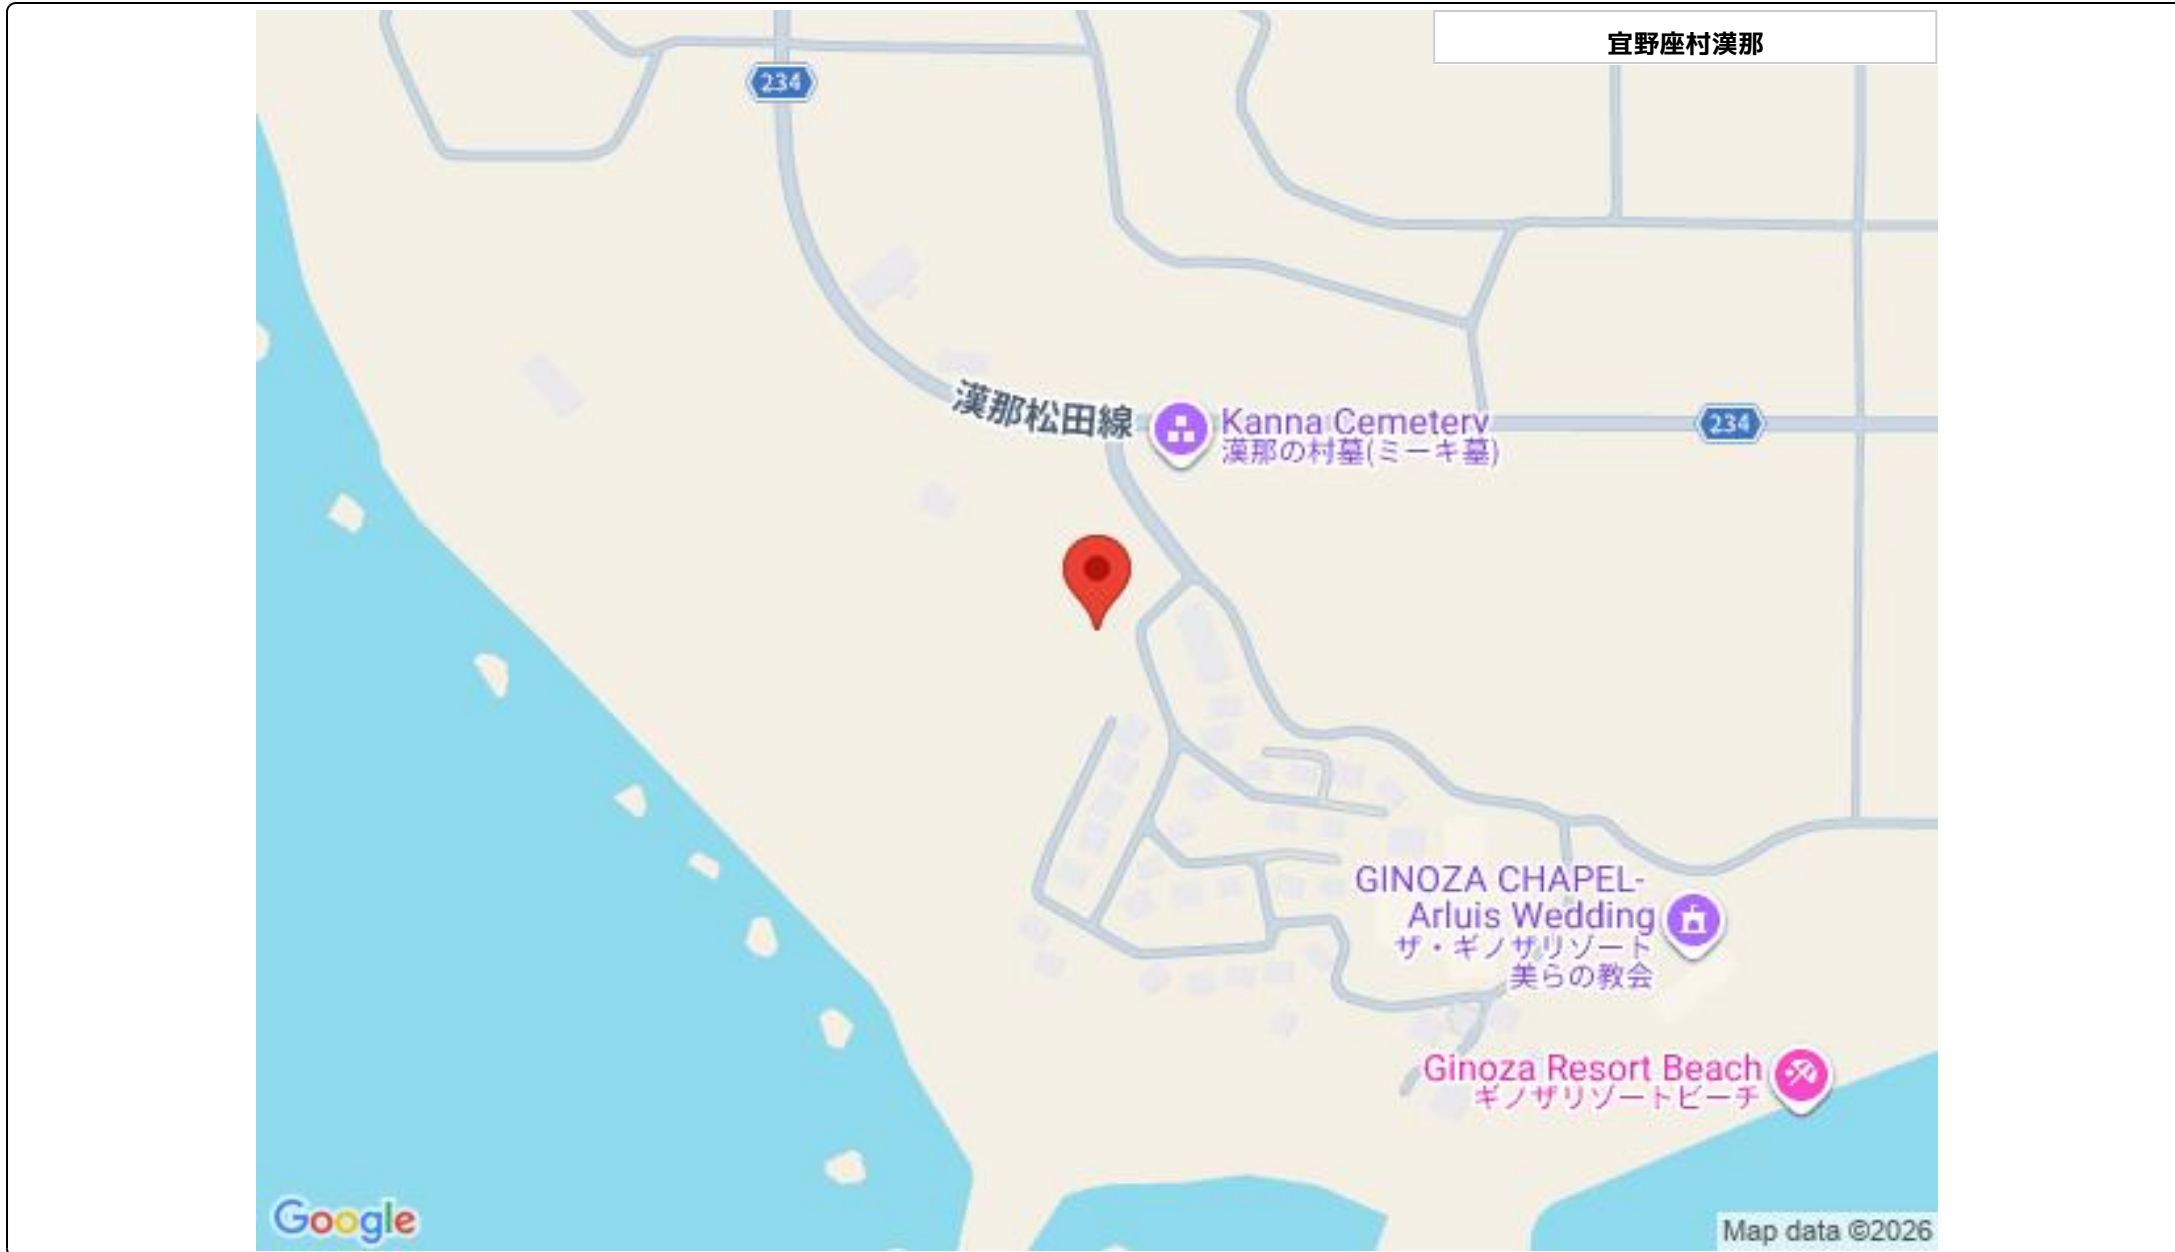 宜野座村漢那
234
漢那松田線
Kanna Cemetery
漢那の村墓(ミーキ墓)
234
GINOZA CHAPEL-
Arluis Wedding
ザ・ギノザリゾート
美らの教会
Ginoza Resort Beach
ギノザリゾートビーチ
Google
Map data ©2026